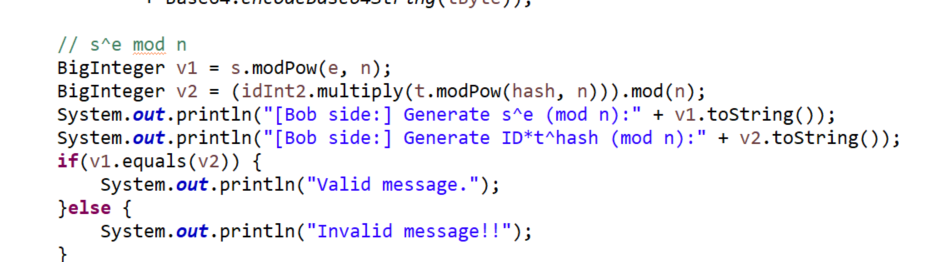 + Base64.encodeBase64String(tByte));
// s^e mod n
BigInteger v1 = s.modPow(e, n);
BigInteger v2 = (idInt2.multiply(t.modPow(hash, n))).mod(n);
System.out.println("[Bob side:] Generate s^e (mod n):" + v1.toString());
System.out.println("[Bob side:] Generate ID*t^hash (mod n):" + v2.toString());
if(v1.equals(v2)) {
    System.out.println("Valid message.");
}else {
    System.out.println("Invalid message!!");
}